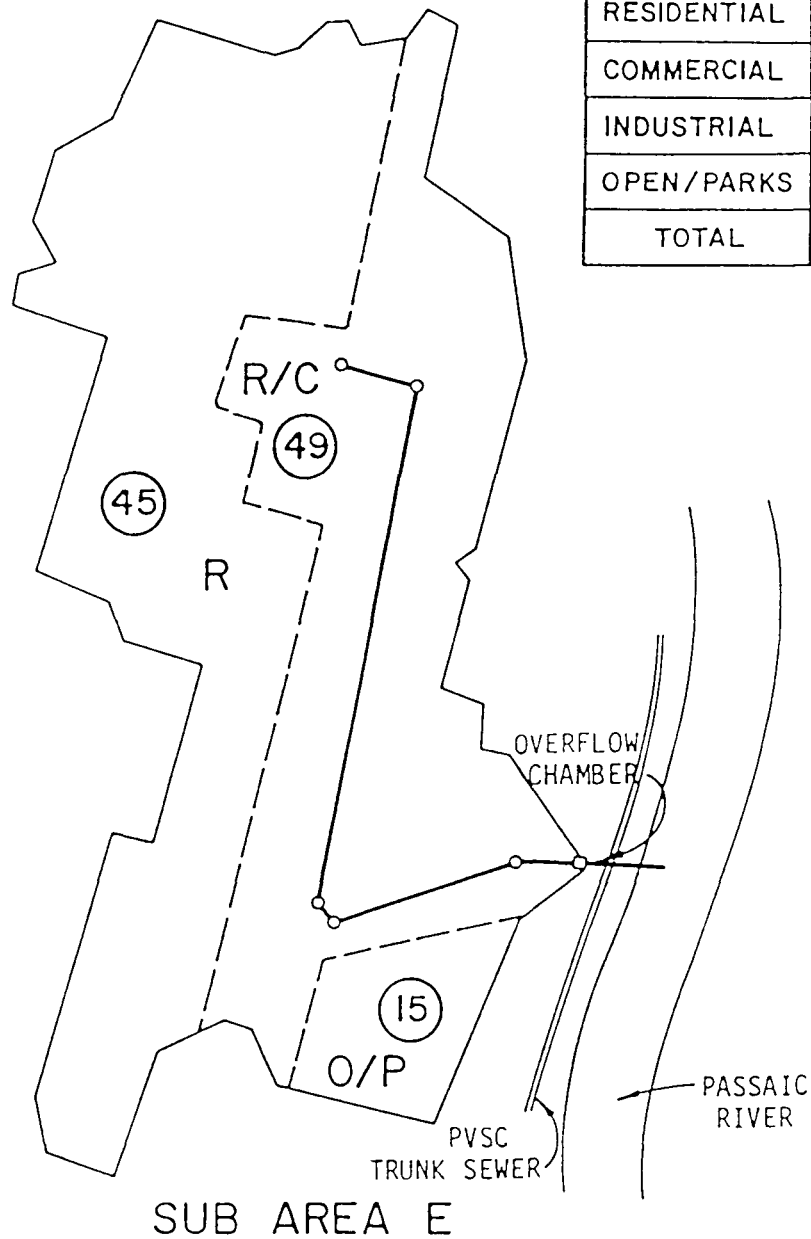 RESIDENTIAL
COMMERCIAL
INDUSTRIAL
OPEN/PARKS
TOTAL
R/C
49
45
R
OVERFLOW
CHAMBER
15
O/P
PASSAIC
RIVER
PVSC
TRUNK SEWER
SUB AREA E